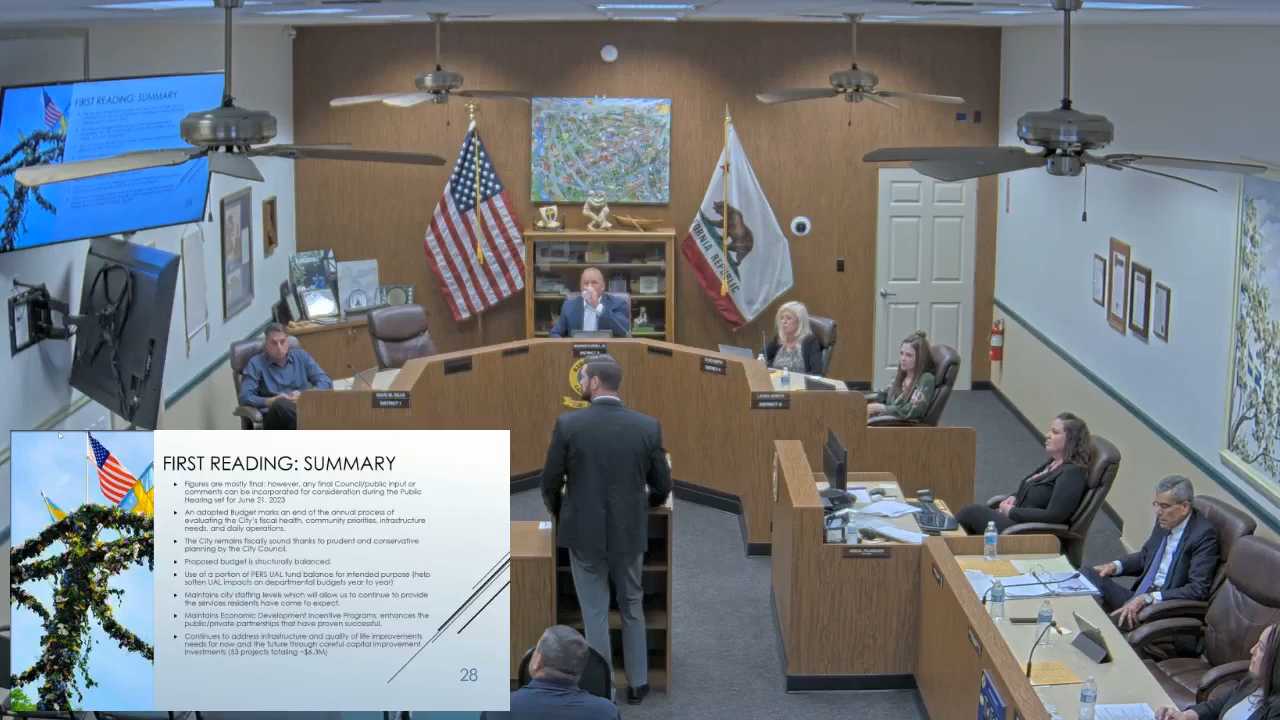 FIRST READING: SUMMARY
CALIFORNIA REPUBLIC
DAVID M. SILVA
DISTRICT 1
DISTRICT 3
FIRST READING: SUMMARY
Figures are mostly final; however, any final Council/public input or
comments can be incorporated for consideration during the Public
Hearing set for June 21, 2023
An adopted Budget marks an end of the annual process of
evaluating the City's fiscal health, community priorities, infrastructure
needs, and daily operations.
The City remains fiscally sound thanks to prudent and conservative
planning by the City Council.
Proposed budget is structurally balanced.
Use of a portion of PERS UAL fund balance for intended purpose (help
soften UAL impacts on departmental budgets year to year)
Maintains city staffing levels which will allow us to continue to provide
the services residents have come to expect.
Maintains Economic Development Incentive Programs; enhances the
public/private partnerships that have proven successful.
Continues to address infrastructure and quality of life improvements
needs for now and the future through careful capital improvement
investments (53 projects totaling ~$6.3M)
28